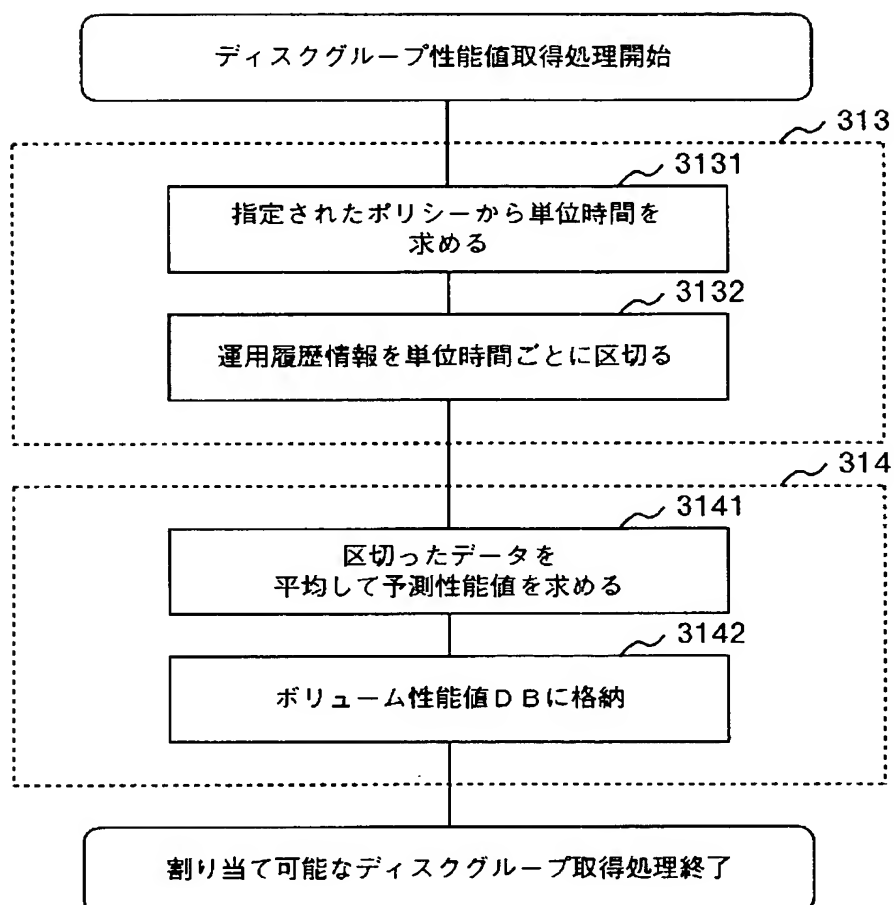 ディスクグループ性能値取得処理開始
313
3131
指定されたポリシーから単位時間を
求める
3132
運用履歴情報を単位時間ごとに区切る
314
3141
区切ったデータを
平均して予測性能値を求める
3142
ボリューム性能値DBに格納
割り当て可能なディスクグループ取得処理終了